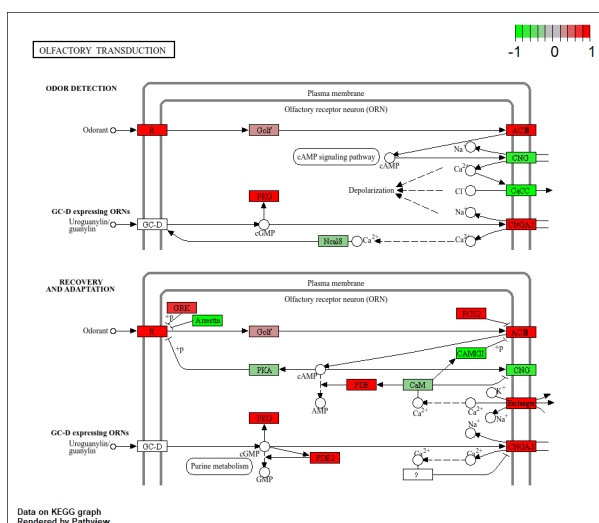 OLFACTORY TRANSDUCTION
-1 0 1
ODOR DETECTION
Plasma membrane
Olfactory receptor neuron (ORN)
Odorant R Golf ACIII
cAMP signaling pathway
cAMP
Na+
CNG
Ca2+
Depolarization
Cl-
CaCC
PKG
Na+
GC-D expressing ORNs
Uroguanylin/
guanylin
GC-D
cGMP
CNGA3
Ncald
Ca2+
Ca2+
RECOVERY
AND ADAPTATION
Plasma membrane
Olfactory receptor neuron (ORN)
GRK
+p
Arrestin
RGS2
Odorant R Golf ACIII
+p
+p
CAMKII
PKA
cAMP
CNG
PDE
CaM
K+
AMP
Ca2+
Ca2+
Exchange
Na+
PKG
Na+
GC-D expressing ORNs
Uroguanylin/
guanylin
GC-D
cGMP
CNGA3
PDE2
Ca2+
Ca2+
Purine metabolism
GMP
?
Data on KEGG graph
Rendered by Pathview